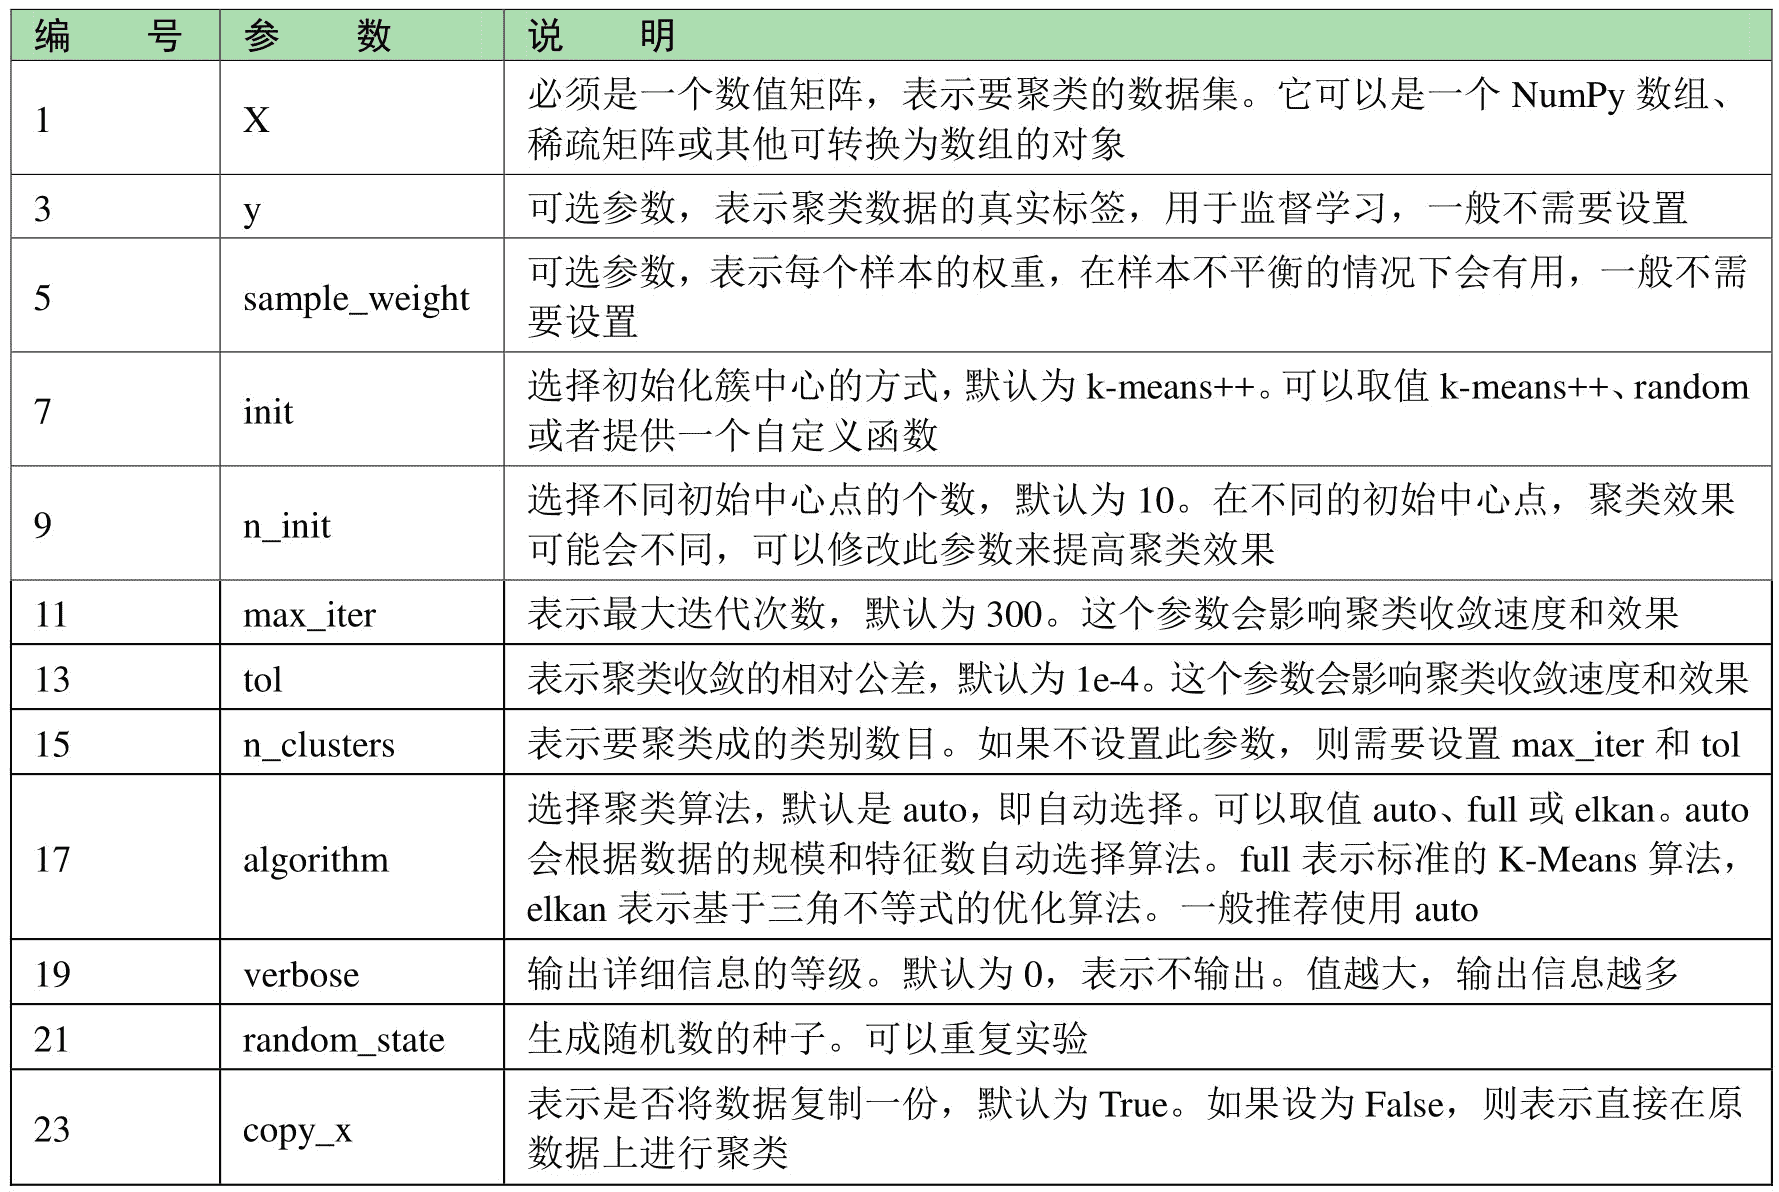 编 号 参 数 说 明
1 X 必须是一个数值矩阵，表示要聚类的数据集。它可以是一个 NumPy 数组、
稀疏矩阵或其他可转换为数组的对象
3 y 可选参数，表示聚类数据的真实标签，用于监督学习，一般不需要设置
5 sample_weight 可选参数，表示每个样本的权重，在样本不平衡的情况下会有用，一般不需
要设置
7 init 选择初始化簇中心的方式，默认为 k-means++。可以取值 k-means++、random
或者提供一个自定义函数
9 n_init 选择不同初始中心点的个数，默认为 10。在不同的初始中心点，聚类效果
可能会不同，可以修改此参数来提高聚类效果
11 max_iter 表示最大迭代次数，默认为 300。这个参数会影响聚类收敛速度和效果
13 tol 表示聚类收敛的相对公差，默认为 1e-4。这个参数会影响聚类收敛速度和效果
15 n_clusters 表示要聚类成的类别数目。如果不设置此参数，则需要设置 max_iter 和 tol
17 algorithm 选择聚类算法，默认是 auto，即自动选择。可以取值 auto、full 或 elkan。auto
会根据数据的规模和特征数自动选择算法。full 表示标准的 K-Means 算法，
elkan 表示基于三角不等式的优化算法。一般推荐使用 auto
19 verbose 输出详细信息的等级。默认为 0，表示不输出。值越大，输出信息越多
21 random_state 生成随机数的种子。可以重复实验
23 copy_x 表示是否将数据复制一份，默认为 True。如果设为 False，则表示直接在原
数据上进行聚类